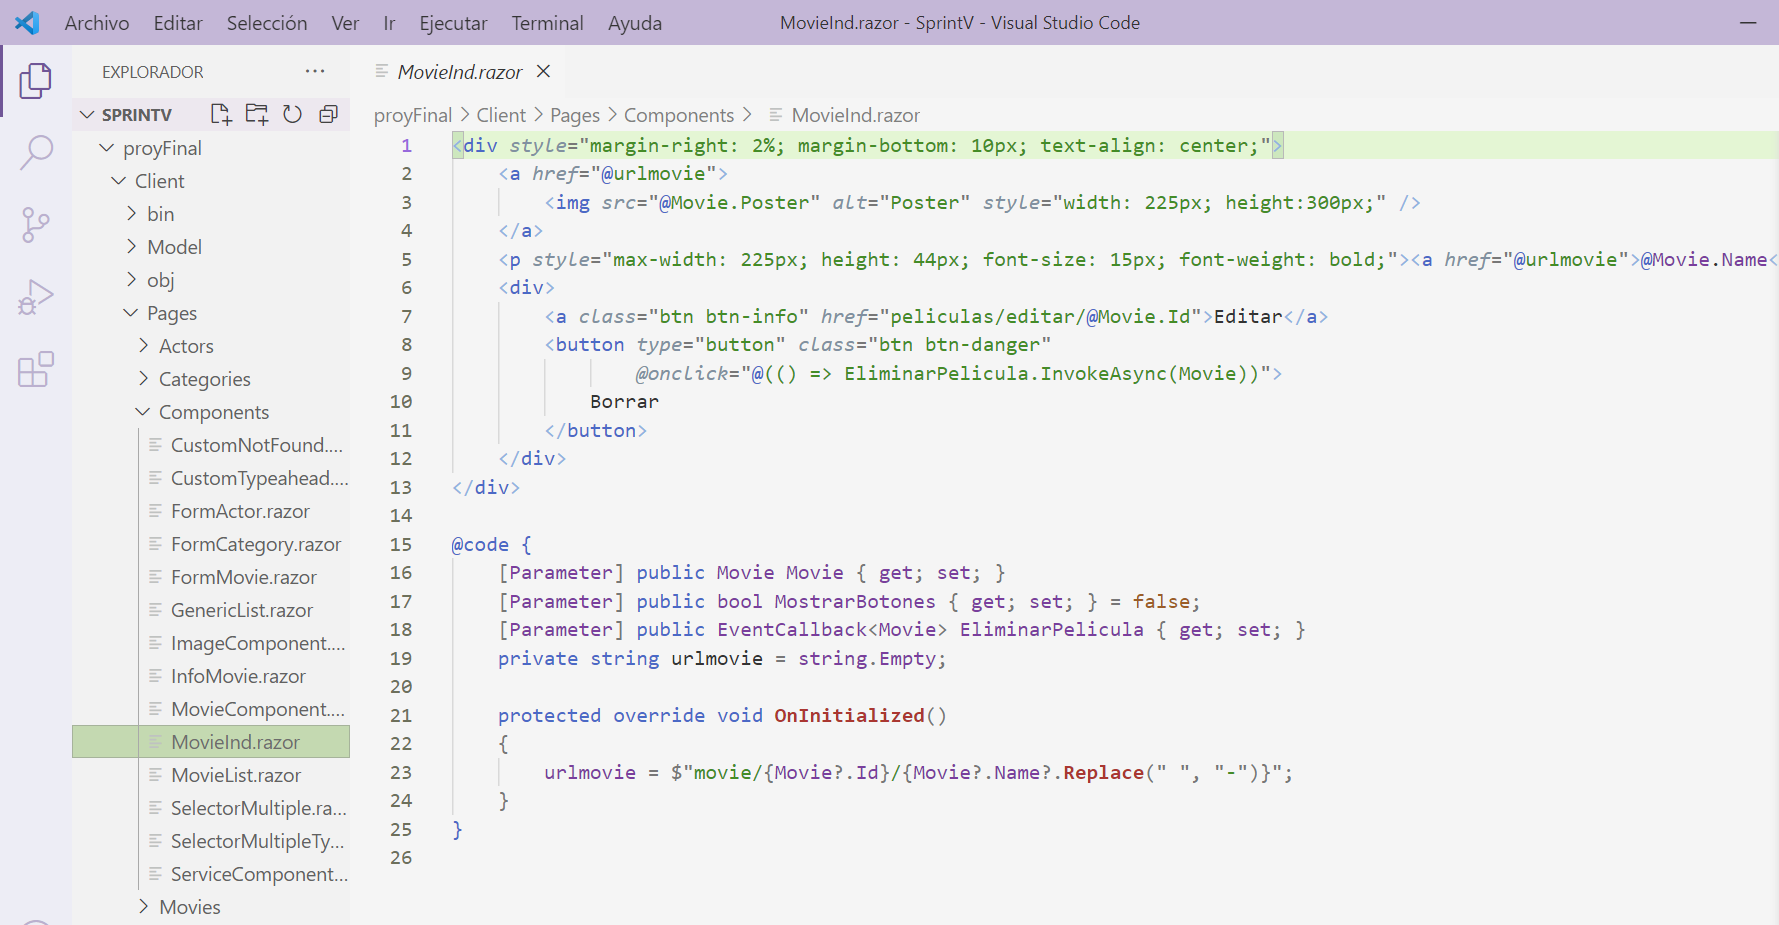 Archivo Editar Selección Ver Ir Ejecutar Terminal Ayuda MovieInd.razor - SprintV - Visual Studio Code
EXPLORADOR ···
SPRINTV
proyFinal
Client
bin
Model
obj
Pages
Actors
Categories
Components
CustomNotFound....
CustomTypeahead....
FormActor.razor
FormCategory.razor
FormMovie.razor
GenericList.razor
ImageComponent....
InfoMovie.razor
MovieComponent....
MovieInd.razor
MovieList.razor
SelectorMultiple.ra...
SelectorMultipleTy...
ServiceComponent...
Movies
MovieInd.razor
proyFinal > Client > Pages > Components > MovieInd.razor
1 <div style="margin-right: 2%; margin-bottom: 10px; text-align: center;">
2 <a href="@urlmovie">
3 <img src="@Movie.Poster" alt="Poster" style="width: 225px; height:300px;" />
4 </a>
5 <p style="max-width: 225px; height: 44px; font-size: 15px; font-weight: bold;"><a href="@urlmovie">@Movie.Name<
6 <div>
7 <a class="btn btn-info" href="peliculas/editar/@Movie.Id">Editar</a>
8 <button type="button" class="btn btn-danger"
9 @onclick="@(() => EliminarPelicula.InvokeAsync(Movie))">
10 Borrar
11 </button>
12 </div>
13 </div>
14
15 @code {
16 [Parameter] public Movie Movie { get; set; }
17 [Parameter] public bool MostrarBotones { get; set; } = false;
18 [Parameter] public EventCallback<Movie> EliminarPelicula { get; set; }
19 private string urlmovie = string.Empty;
20
21 protected override void OnInitialized()
22 {
23 urlmovie = $"movie/{Movie?.Id}/{Movie?.Name?.Replace(" ", "-")}";
24 }
25 }
26